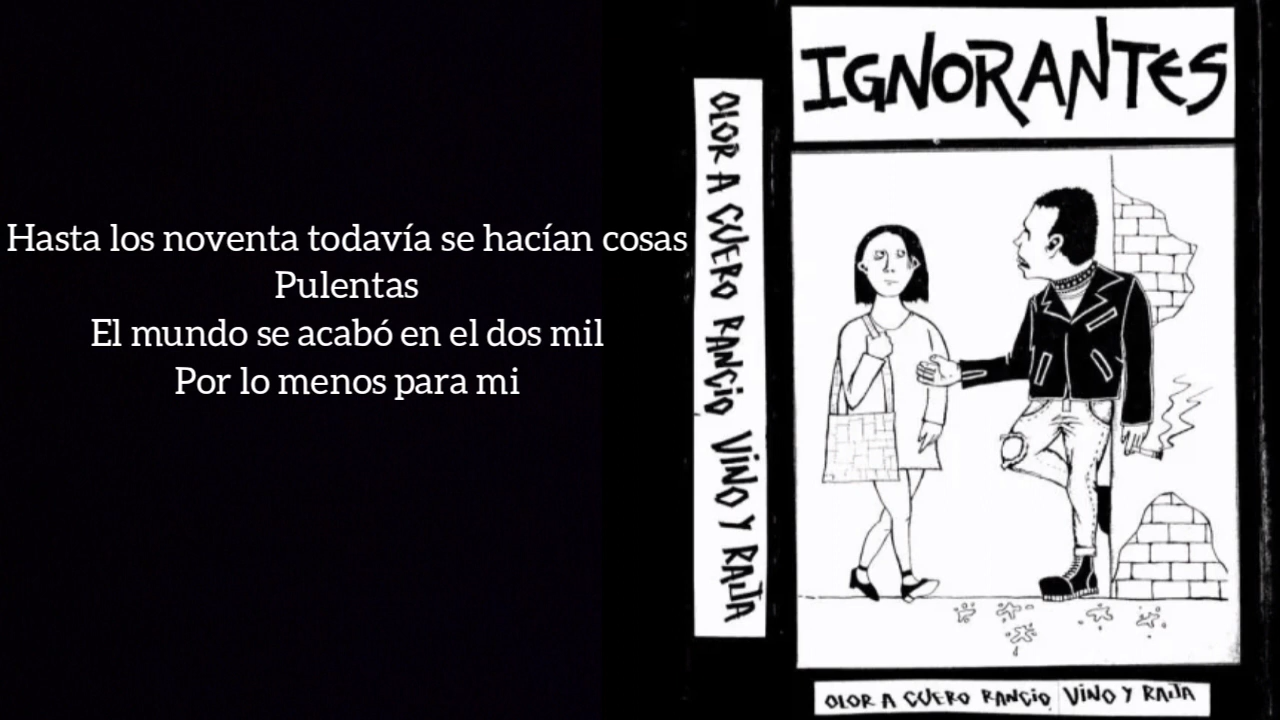 Hasta los noventa todavía se hacían cosas
Pulentas
El mundo se acabó en el dos mil
Por lo menos para mi
OLOR A CUERO RANCIO VINO Y RAJA
IGNORANTES
OLOR A CUERO RANCIO VINO Y RAJA